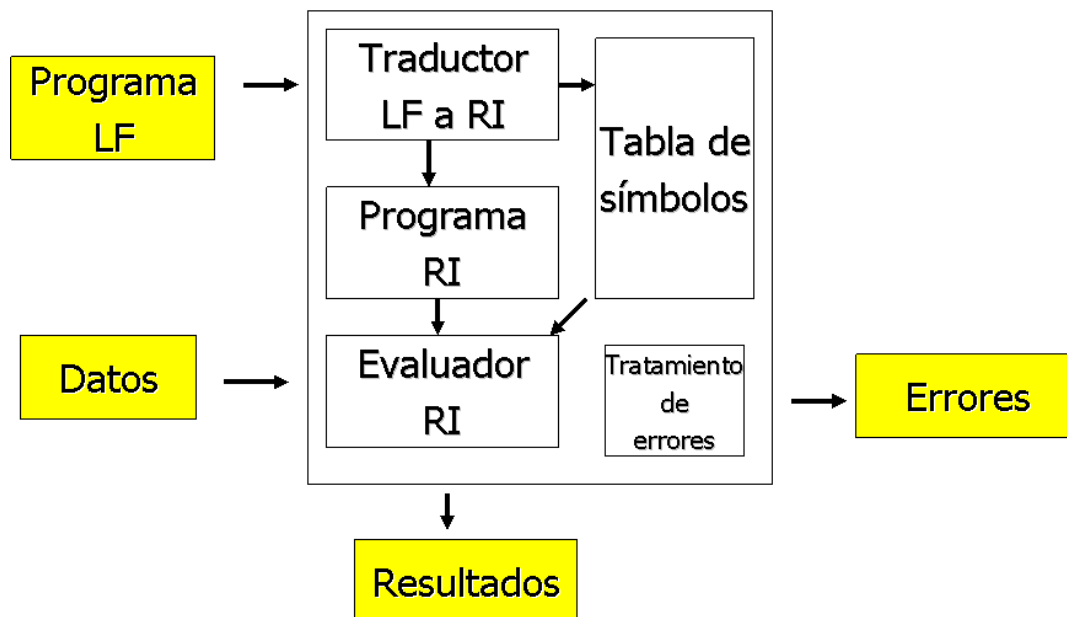 Programa
LF
Traductor
LF a RI
Tabla de
símbolos
Programa
RI
Datos
Evaluador
RI
Tratamiento
de
errores
Errores
Resultados